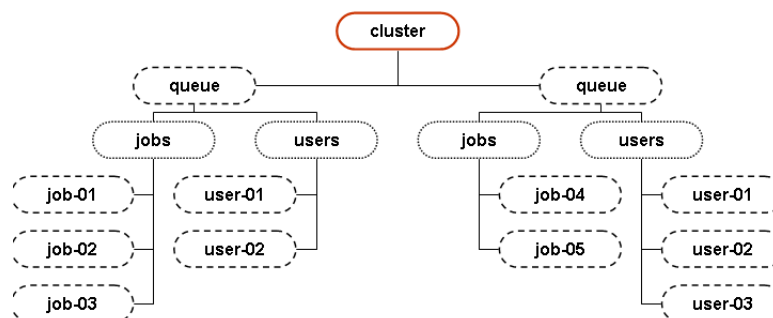 cluster
queue queue
jobs users jobs users
job-01 user-01 job-04 user-01
job-02 user-02 job-05 user-02
job-03 user-03